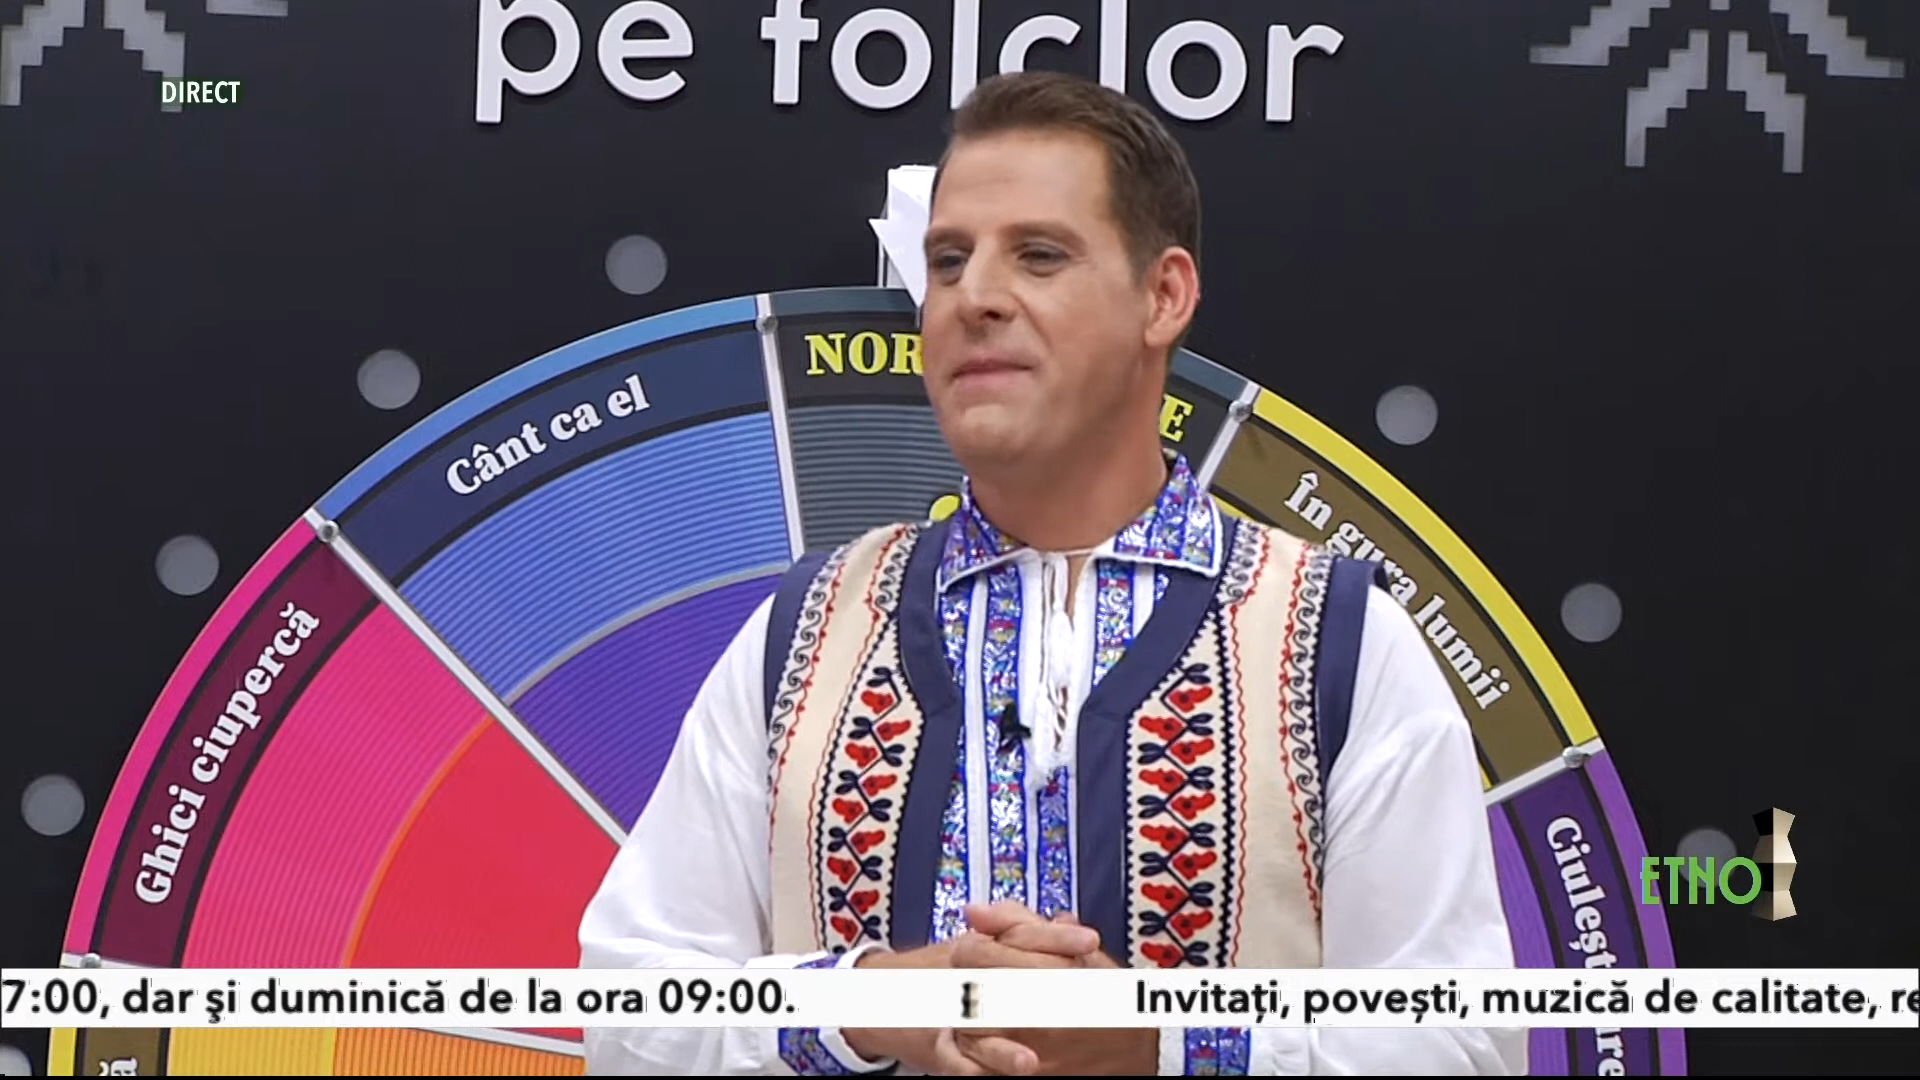 pe folclor
DIRECT
NOR
E
Cânt ca el
În gura lumii
Ghici ciupercă
ETNO
7:00, dar şi duminică de la ora 09:00.
Invitați, povești, muzică de calitate, re